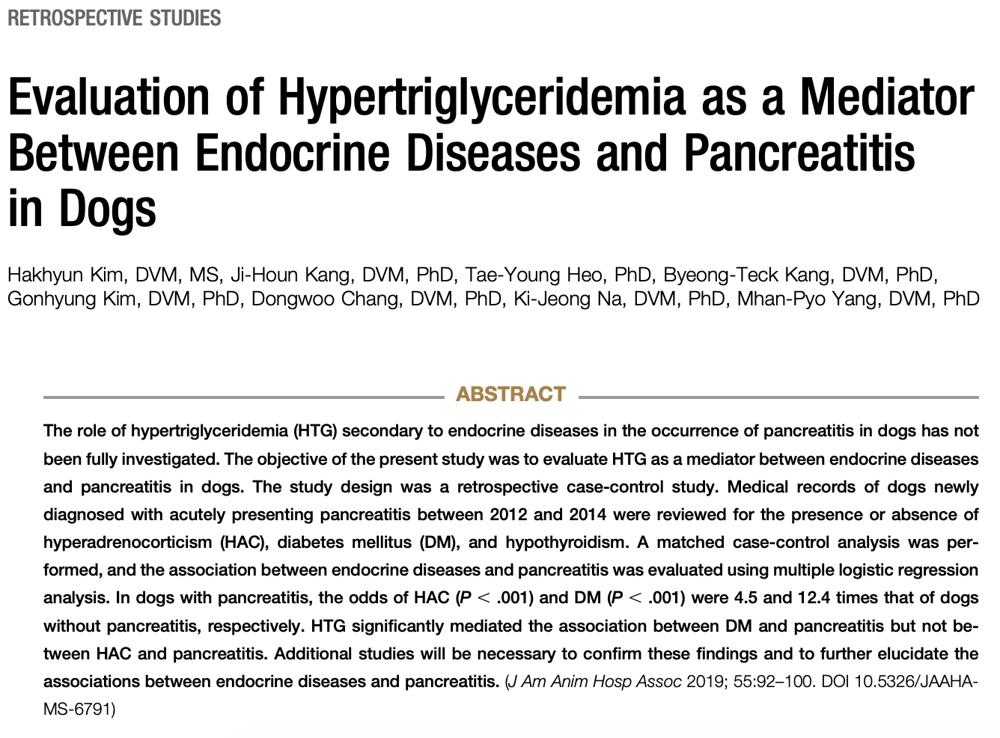 RETROSPECTIVE STUDIES
Evaluation of Hypertriglyceridemia as a Mediator
Between Endocrine Diseases and Pancreatitis
in Dogs
Hakhyun Kim, DVM, MS, Ji-Houn Kang, DVM, PhD, Tae-Young Heo, PhD, Byeong-Teck Kang, DVM, PhD,
Gonhyung Kim, DVM, PhD, Dongwoo Chang, DVM, PhD, Ki-Jeong Na, DVM, PhD, Mhan-Pyo Yang, DVM, PhD
ABSTRACT
The role of hypertriglyceridemia (HTG) secondary to endocrine diseases in the occurrence of pancreatitis in dogs has not
been fully investigated. The objective of the present study was to evaluate HTG as a mediator between endocrine diseases
and pancreatitis in dogs. The study design was a retrospective case-control study. Medical records of dogs newly
diagnosed with acutely presenting pancreatitis between 2012 and 2014 were reviewed for the presence or absence of
hyperadrenocorticism (HAC), diabetes mellitus (DM), and hypothyroidism. A matched case-control analysis was per-
formed, and the association between endocrine diseases and pancreatitis was evaluated using multiple logistic regression
analysis. In dogs with pancreatitis, the odds of HAC (P < .001) and DM (P < .001) were 4.5 and 12.4 times that of dogs
without pancreatitis, respectively. HTG significantly mediated the association between DM and pancreatitis but not be-
tween HAC and pancreatitis. Additional studies will be necessary to confirm these findings and to further elucidate the
associations between endocrine diseases and pancreatitis. (J Am Anim Hosp Assoc 2019; 55:92–100. DOI 10.5326/JAAHA-
MS-6791)